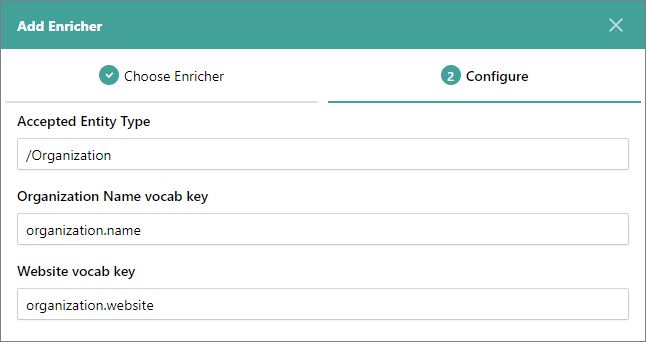 Add Enricher
Choose Enricher
2 Configure
Accepted Entity Type
/Organization
Organization Name vocab key
organization.name
Website vocab key
organization.website